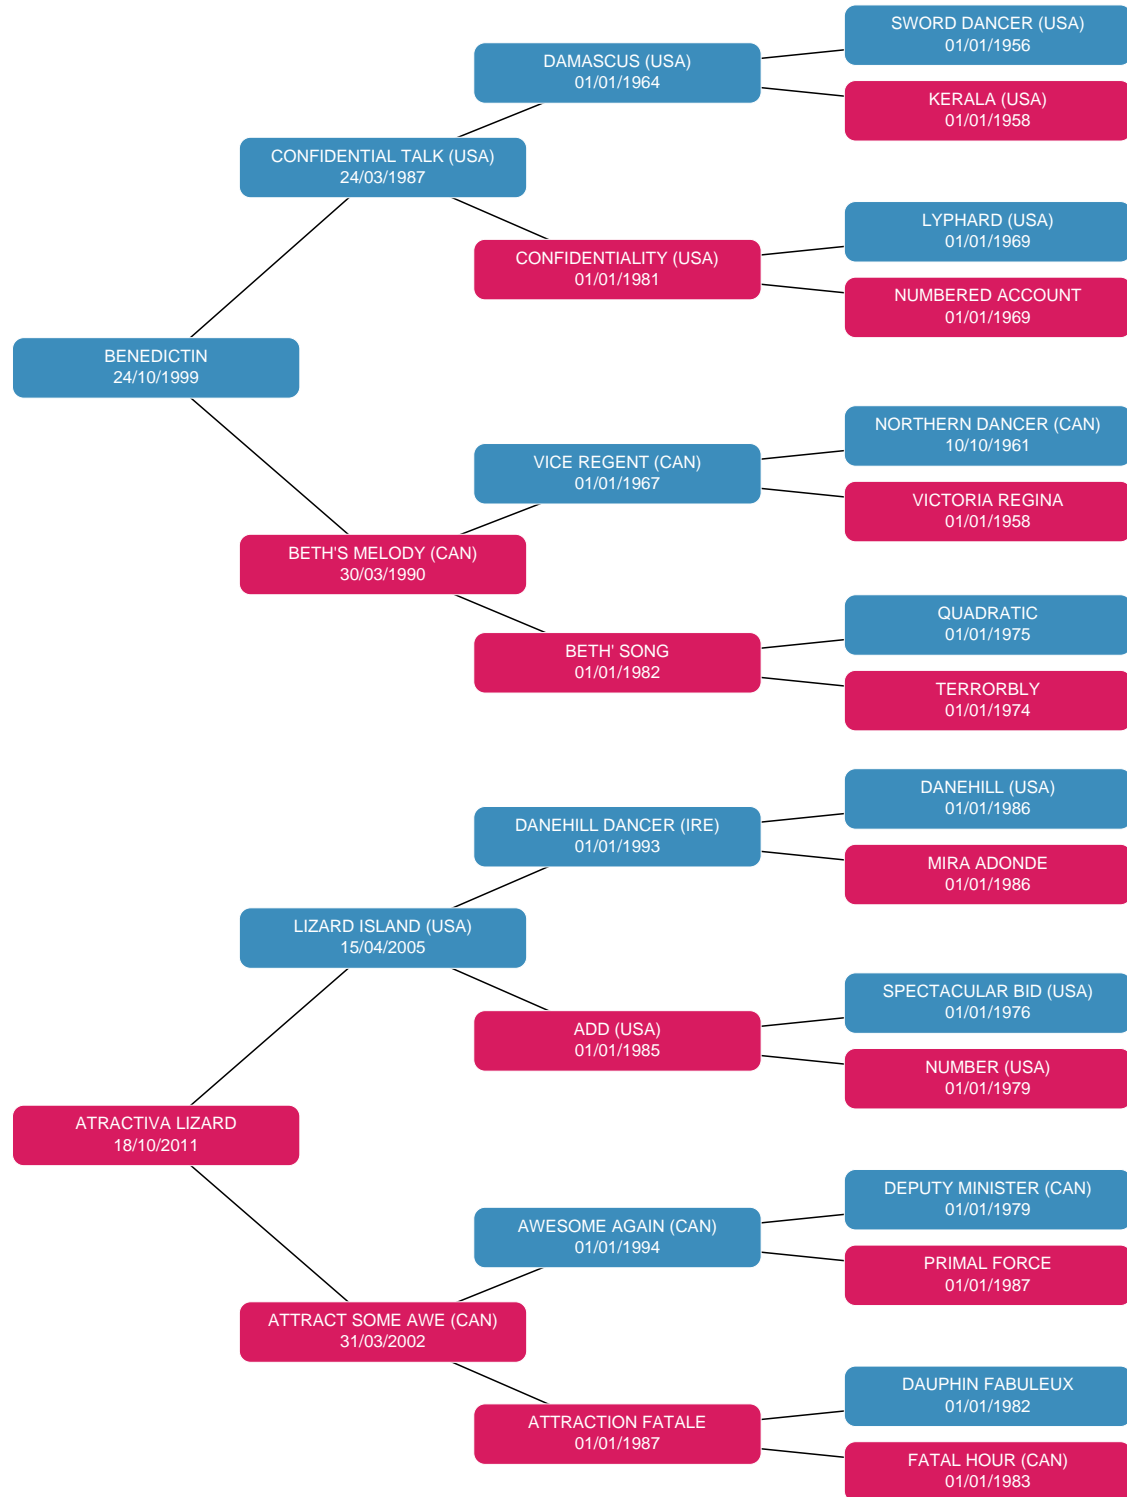 SWORD DANCER (USA)
01/01/1956
DAMASCUS (USA)
01/01/1964
KERALA (USA)
01/01/1958
CONFIDENTIAL TALK (USA)
24/03/1987
LYPHARD (USA)
01/01/1969
CONFIDENTIALITY (USA)
01/01/1981
NUMBERED ACCOUNT
01/01/1969
BENEDICTIN
24/10/1999
NORTHERN DANCER (CAN)
10/10/1961
VICE REGENT (CAN)
01/01/1967
VICTORIA REGINA
01/01/1958
BETH'S MELODY (CAN)
30/03/1990
QUADRATIC
01/01/1975
BETH' SONG
01/01/1982
TERRORBLY
01/01/1974
DANEHILL (USA)
01/01/1986
DANEHILL DANCER (IRE)
01/01/1993
MIRA ADONDE
01/01/1986
LIZARD ISLAND (USA)
15/04/2005
SPECTACULAR BID (USA)
01/01/1976
ADD (USA)
01/01/1985
NUMBER (USA)
01/01/1979
ATRACTIVA LIZARD
18/10/2011
DEPUTY MINISTER (CAN)
01/01/1979
AWESOME AGAIN (CAN)
01/01/1994
PRIMAL FORCE
01/01/1987
ATTRACT SOME AWE (CAN)
31/03/2002
DAUPHIN FABULEUX
01/01/1982
ATTRACTION FATALE
01/01/1987
FATAL HOUR (CAN)
01/01/1983